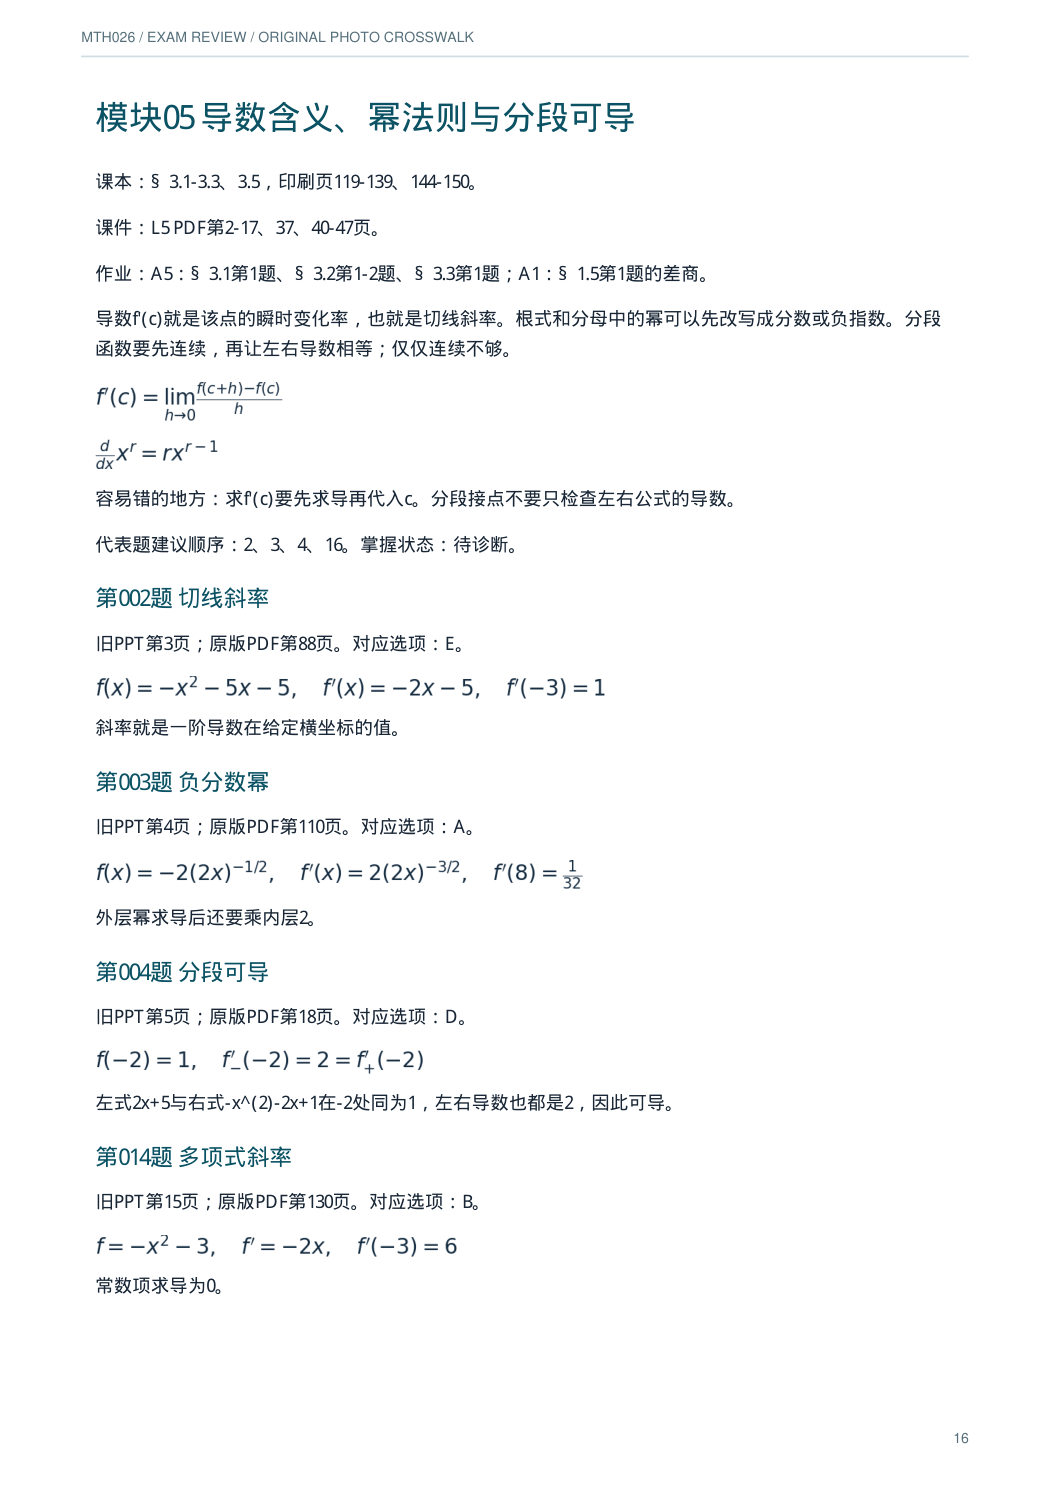 MTH026 / EXAM REVIEW / ORIGINAL PHOTO CROSSWALK
模块05 导数含义、幂法则与分段可导
课本：§ 3.1-3.3、3.5，印刷页119-139、144-150。
课件：L5 PDF第2-17、37、40-47页。
作业：A5：§ 3.1第1题、§ 3.2第1-2题、§ 3.3第1题；A1：§ 1.5第1题的差商。
导数f'(c)就是该点的瞬时变化率，也就是切线斜率。根式和分母中的幂可以先改写成分数或负指数。分段
函数要先连续，再让左右导数相等；仅仅连续不够。
f′(c) = lim_{h→0} \frac{f(c+h)−f(c)}{h}
\frac{d}{dx} x^r = rx^{r−1}
容易错的地方：求f'(c)要先求导再代入c。分段接点不要只检查左右公式的导数。
代表题建议顺序：2、3、4、16。掌握状态：待诊断。
第002题 切线斜率
旧PPT第3页；原版PDF第88页。对应选项：E。
f(x) = −x² − 5x − 5, f′(x) = −2x − 5, f′(−3) = 1
斜率就是一阶导数在给定横坐标的值。
第003题 负分数幂
旧PPT第4页；原版PDF第110页。对应选项：A。
f(x) = −2(2x)^{−1/2}, f′(x) = 2(2x)^{−3/2}, f′(8) = \frac{1}{32}
外层幂求导后还要乘内层2。
第004题 分段可导
旧PPT第5页；原版PDF第18页。对应选项：D。
f(−2) = 1, f′₋(−2) = 2 = f′₊(−2)
左式2x+5与右式-x^(2)-2x+1在-2处同为1，左右导数也都是2，因此可导。
第014题 多项式斜率
旧PPT第15页；原版PDF第130页。对应选项：B。
f = −x² − 3, f′ = −2x, f′(−3) = 6
常数项求导为0。
16